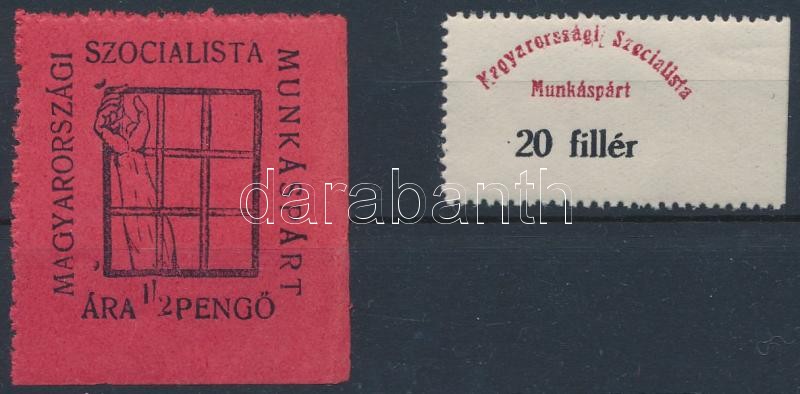 MAGYARORSZÁGI
SZOCIALISTA
MUNKÁSPÁRT
ÁRA 1/2 PENGŐ
Magyarországi Szocialista
Munkáspárt
20 fillér
darabanth